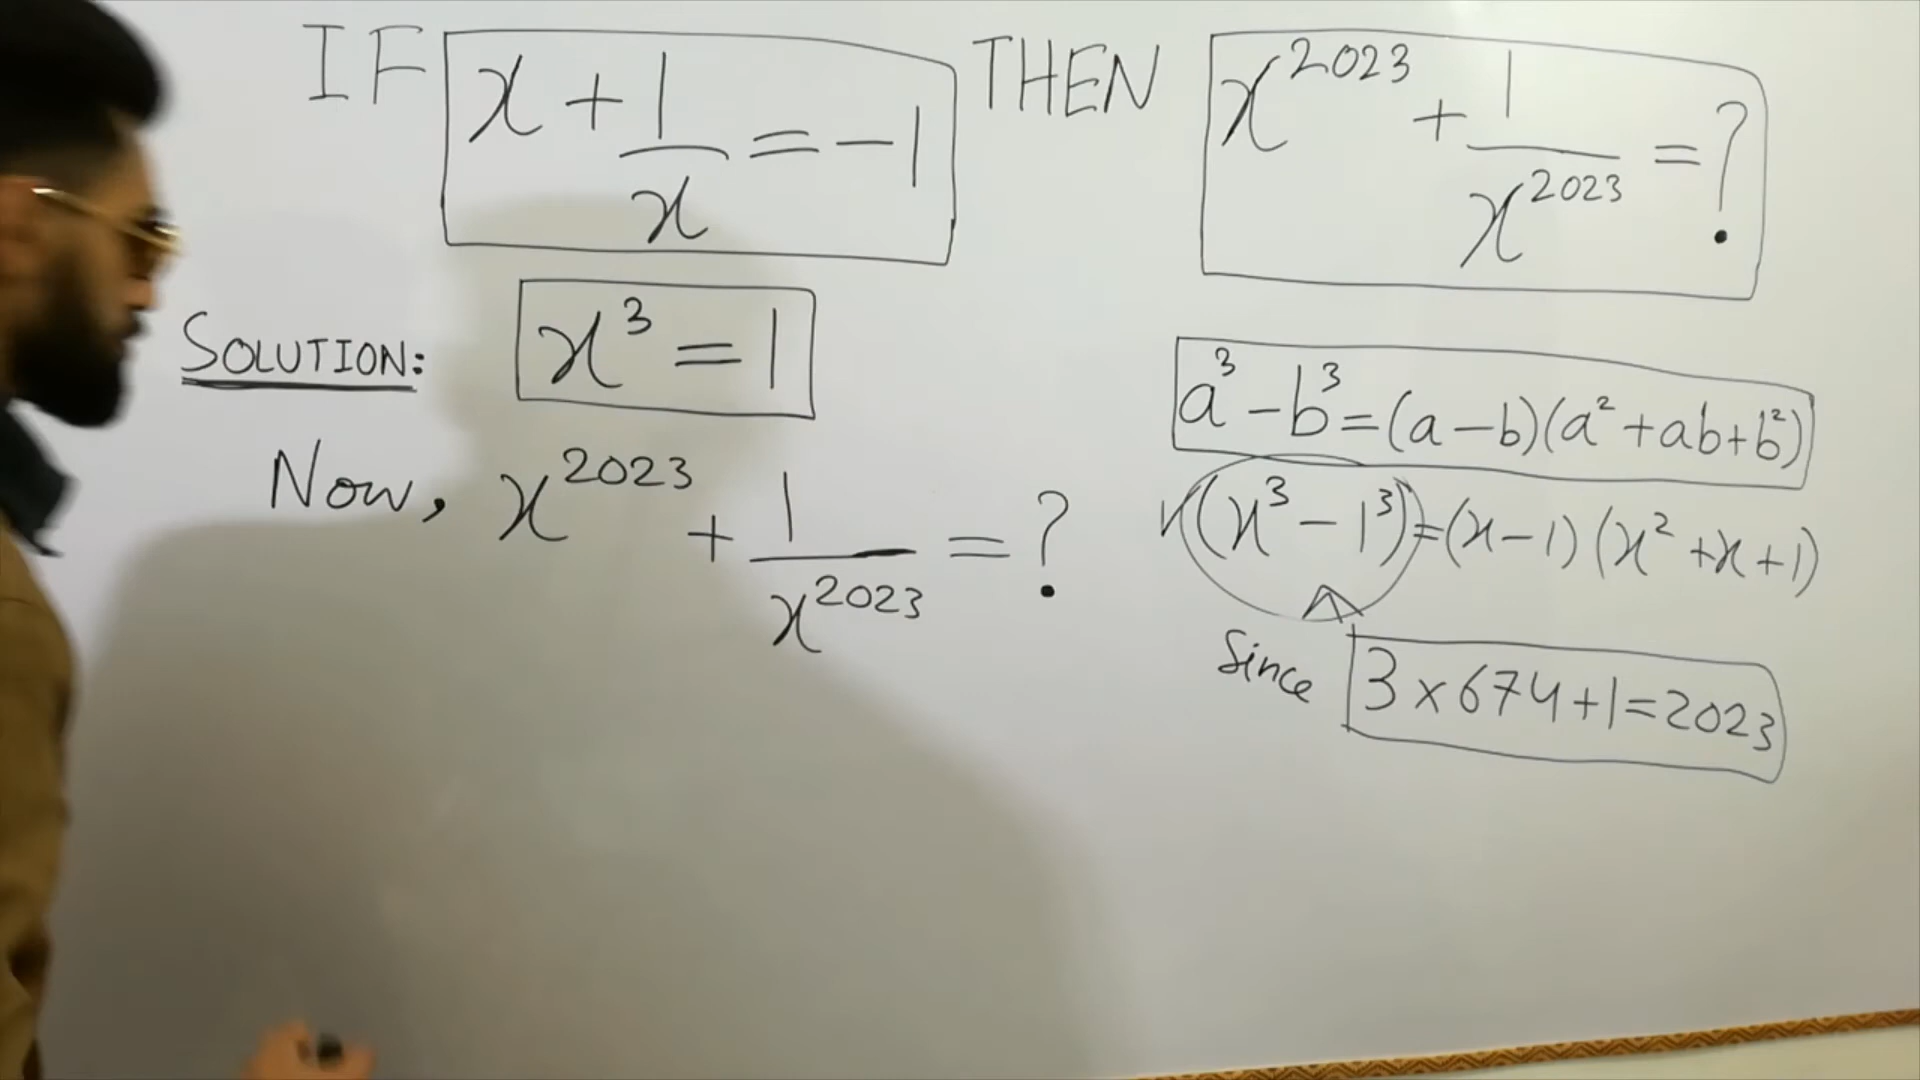 IF x + 1/x = -1 THEN x^2023 + 1/x^2023 = ?
SOLUTION: x³ = 1
a³ - b³ = (a - b)(a² + ab + b²)
Now, x^2023 + 1/x^2023 = ?
(x³ - 1³) = (x - 1) (x² + x + 1)
Since 3 × 674 + 1 = 2023